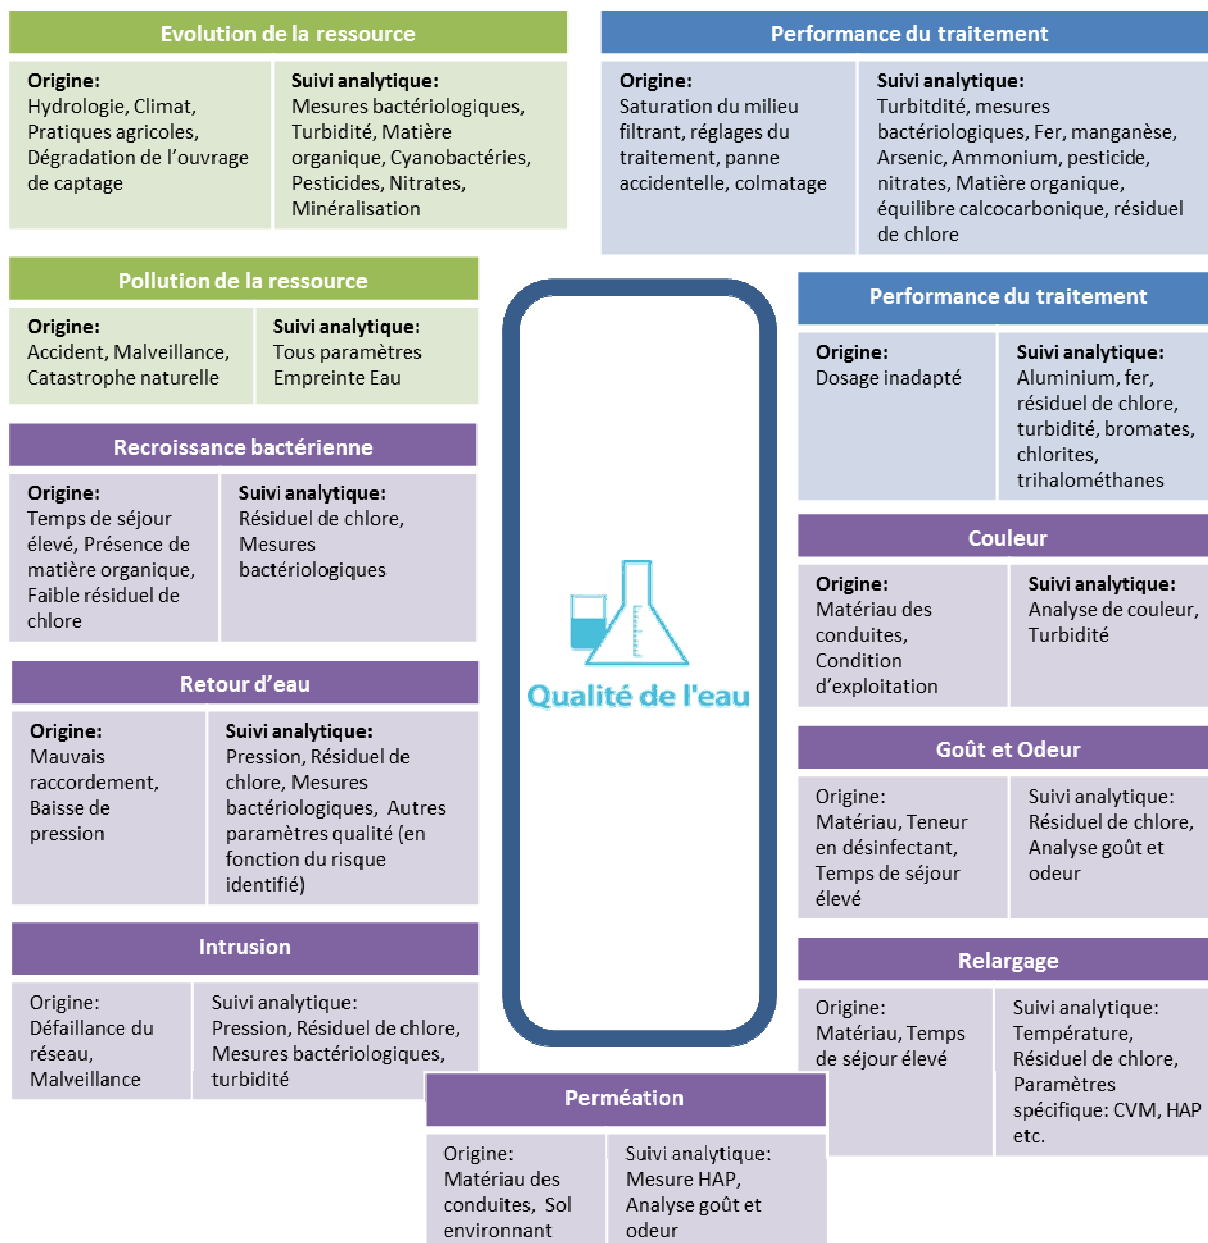 Evolution de la ressource
Origine:
Hydrologie, Climat,
Pratiques agricoles,
Dégradation de l'ouvrage
de captage
Suivi analytique:
Mesures bactériologiques,
Turbidité, Matière
organique, Cyanobactéries,
Pesticides, Nitrates,
Minéralisation
Performance du traitement
Origine:
Saturation du milieu
filtrant, réglages du
traitement, panne
accidentelle, colmatage
Suivi analytique:
Turbitdité, mesures
bactériologiques, Fer, manganèse,
Arsenic, Ammonium, pesticide,
nitrates, Matière organique,
équilibre calcocarbonique, résiduel
de chlore
Pollution de la ressource
Origine:
Accident, Malveillance,
Catastrophe naturelle
Suivi analytique:
Tous paramètres
Empreinte Eau
Performance du traitement
Origine:
Dosage inadapté
Suivi analytique:
Aluminium, fer,
résiduel de chlore,
turbidité, bromates,
chlorites,
trihalométhanes
Recroissance bactérienne
Origine:
Temps de séjour
élevé, Présence de
matière organique,
Faible résiduel de
chlore
Suivi analytique:
Résiduel de chlore,
Mesures
bactériologiques
Couleur
Origine:
Matériau des
conduites,
Condition
d'exploitation
Suivi analytique:
Analyse de couleur,
Turbidité
Qualité de l'eau
Retour d'eau
Origine:
Mauvais
raccordement,
Baisse de
pression
Suivi analytique:
Pression, Résiduel de
chlore, Mesures
bactériologiques, Autres
paramètres qualité (en
fonction du risque
identifié)
Goût et Odeur
Origine:
Matériau, Teneur
en désinfectant,
Temps de séjour
élevé
Suivi analytique:
Résiduel de chlore,
Analyse goût et
odeur
Intrusion
Origine:
Défaillance du
réseau,
Malveillance
Suivi analytique:
Pression, Résiduel de chlore,
Mesures bactériologiques,
turbidité
Relargage
Origine:
Matériau, Temps
de séjour élevé
Suivi analytique:
Température,
Résiduel de chlore,
Paramètres
spécifique: CVM, HAP
etc.
Perméation
Origine:
Matériau des
conduites, Sol
environnant
Suivi analytique:
Mesure HAP,
Analyse goût et
odeur